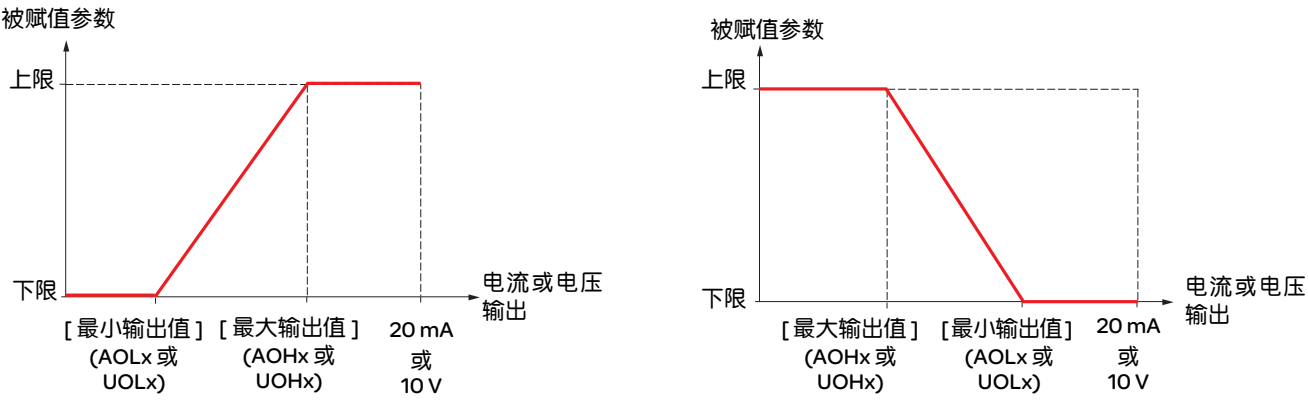 被赋值参数
上限
下限
电流或电压
输出
[ 最小输出值 ]
(AOLx 或
UOLx)
[ 最大输出值 ]
(AOHx 或
UOHx)
20 mA
或
10 V
被赋值参数
上限
下限
电流或电压
输出
[最大输出值]
(AOHx 或
UOHx)
[最小输出值]
(AOLx 或
UOLx)
20 mA
或
10 V